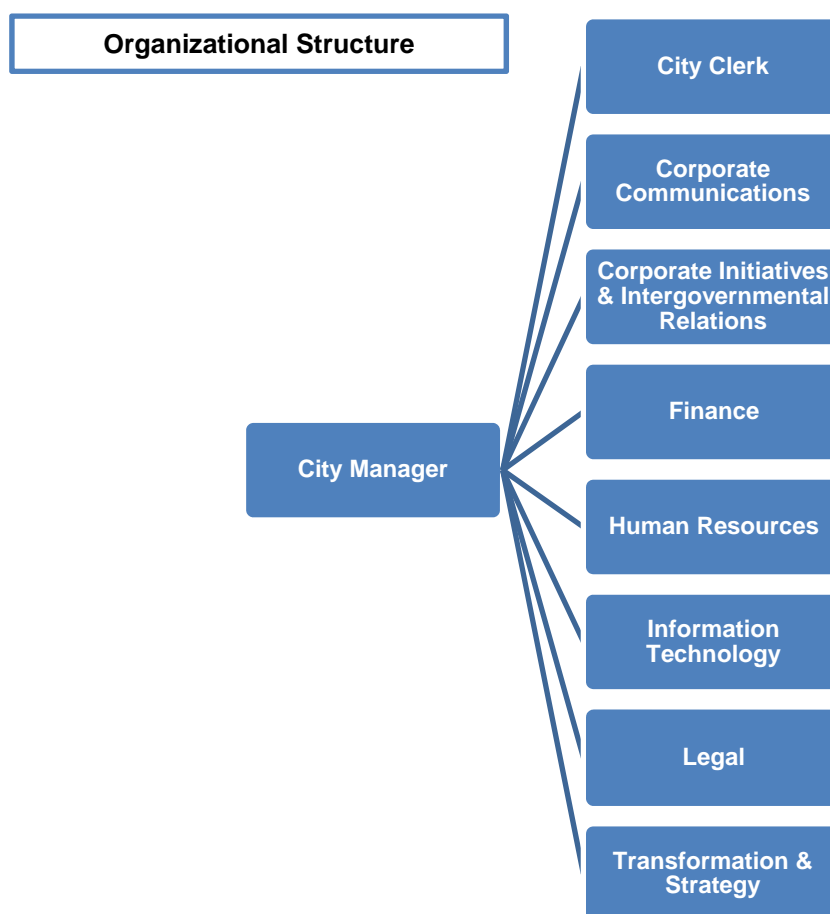 Organizational Structure
City Clerk
Corporate
Communications
Corporate Initiatives
& Intergovernmental
Relations
Finance
City Manager
Human Resources
Information
Technology
Legal
Transformation &
Strategy